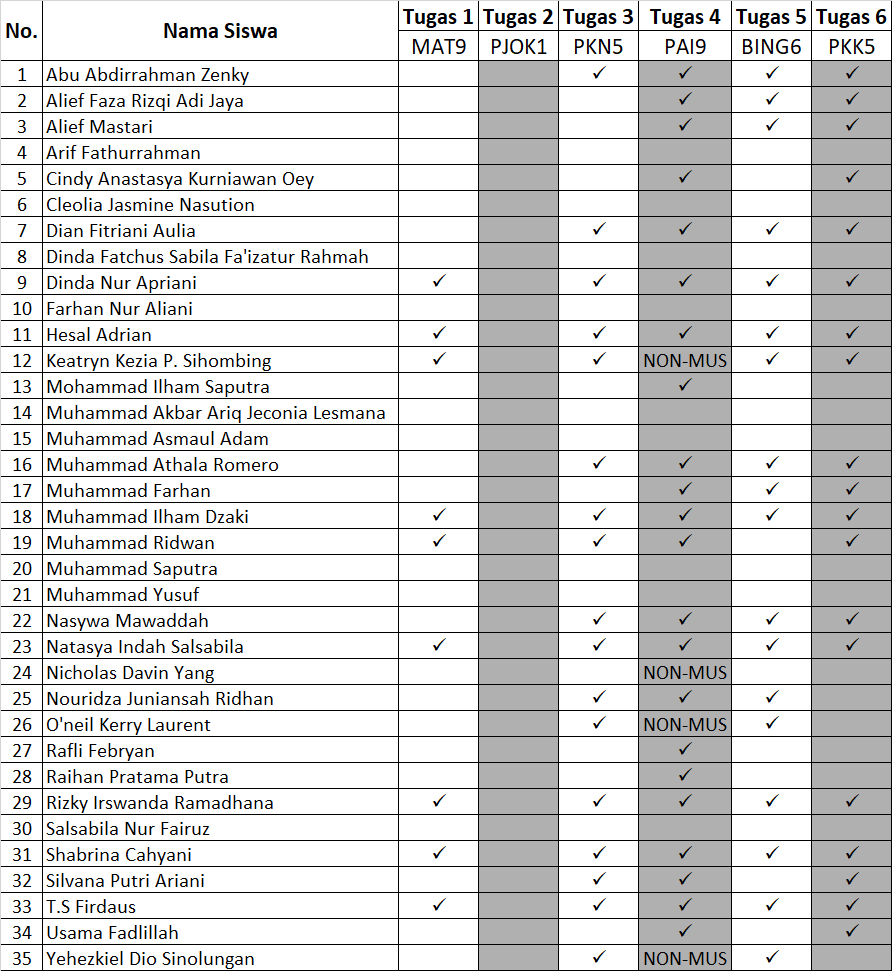 No. Nama Siswa Tugas 1 Tugas 2 Tugas 3 Tugas 4 Tugas 5 Tugas 6
MAT9 PJOK1 PKN5 PAI9 BING6 PKK5
1 Abu Abdirrahman Zenky ✓ ✓ ✓ ✓
2 Alief Faza Rizqi Adi Jaya ✓ ✓ ✓
3 Alief Mastari ✓ ✓ ✓
4 Arif Fathurrahman
5 Cindy Anastasya Kurniawan Oey ✓ ✓
6 Cleolia Jasmine Nasution
7 Dian Fitriani Aulia ✓ ✓ ✓ ✓
8 Dinda Fatchus Sabila Fa'izatur Rahmah
9 Dinda Nur Apriani ✓ ✓ ✓ ✓ ✓
10 Farhan Nur Aliani
11 Hesal Adrian ✓ ✓ ✓ ✓ ✓
12 Keatryn Kezia P. Sihombing ✓ ✓ NON-MUS ✓ ✓
13 Mohammad Ilham Saputra ✓
14 Muhammad Akbar Ariq Jeconia Lesmana
15 Muhammad Asmaul Adam
16 Muhammad Athala Romero ✓ ✓ ✓ ✓
17 Muhammad Farhan ✓ ✓ ✓
18 Muhammad Ilham Dzaki ✓ ✓ ✓ ✓ ✓
19 Muhammad Ridwan ✓ ✓ ✓ ✓
20 Muhammad Saputra
21 Muhammad Yusuf
22 Nasywa Mawaddah ✓ ✓ ✓ ✓
23 Natasya Indah Salsabila ✓ ✓ ✓ ✓ ✓
24 Nicholas Davin Yang NON-MUS
25 Nouridza Juniansah Ridhan ✓ ✓ ✓
26 O'neil Kerry Laurent ✓ NON-MUS ✓
27 Rafli Febryan ✓
28 Raihan Pratama Putra ✓
29 Rizky Irswanda Ramadhana ✓ ✓ ✓ ✓ ✓
30 Salsabila Nur Fairuz
31 Shabrina Cahyani ✓ ✓ ✓ ✓ ✓
32 Silvana Putri Ariani ✓ ✓ ✓
33 T.S Firdaus ✓ ✓ ✓ ✓ ✓
34 Usama Fadlillah ✓ ✓
35 Yehezkiel Dio Sinolungan ✓ NON-MUS ✓